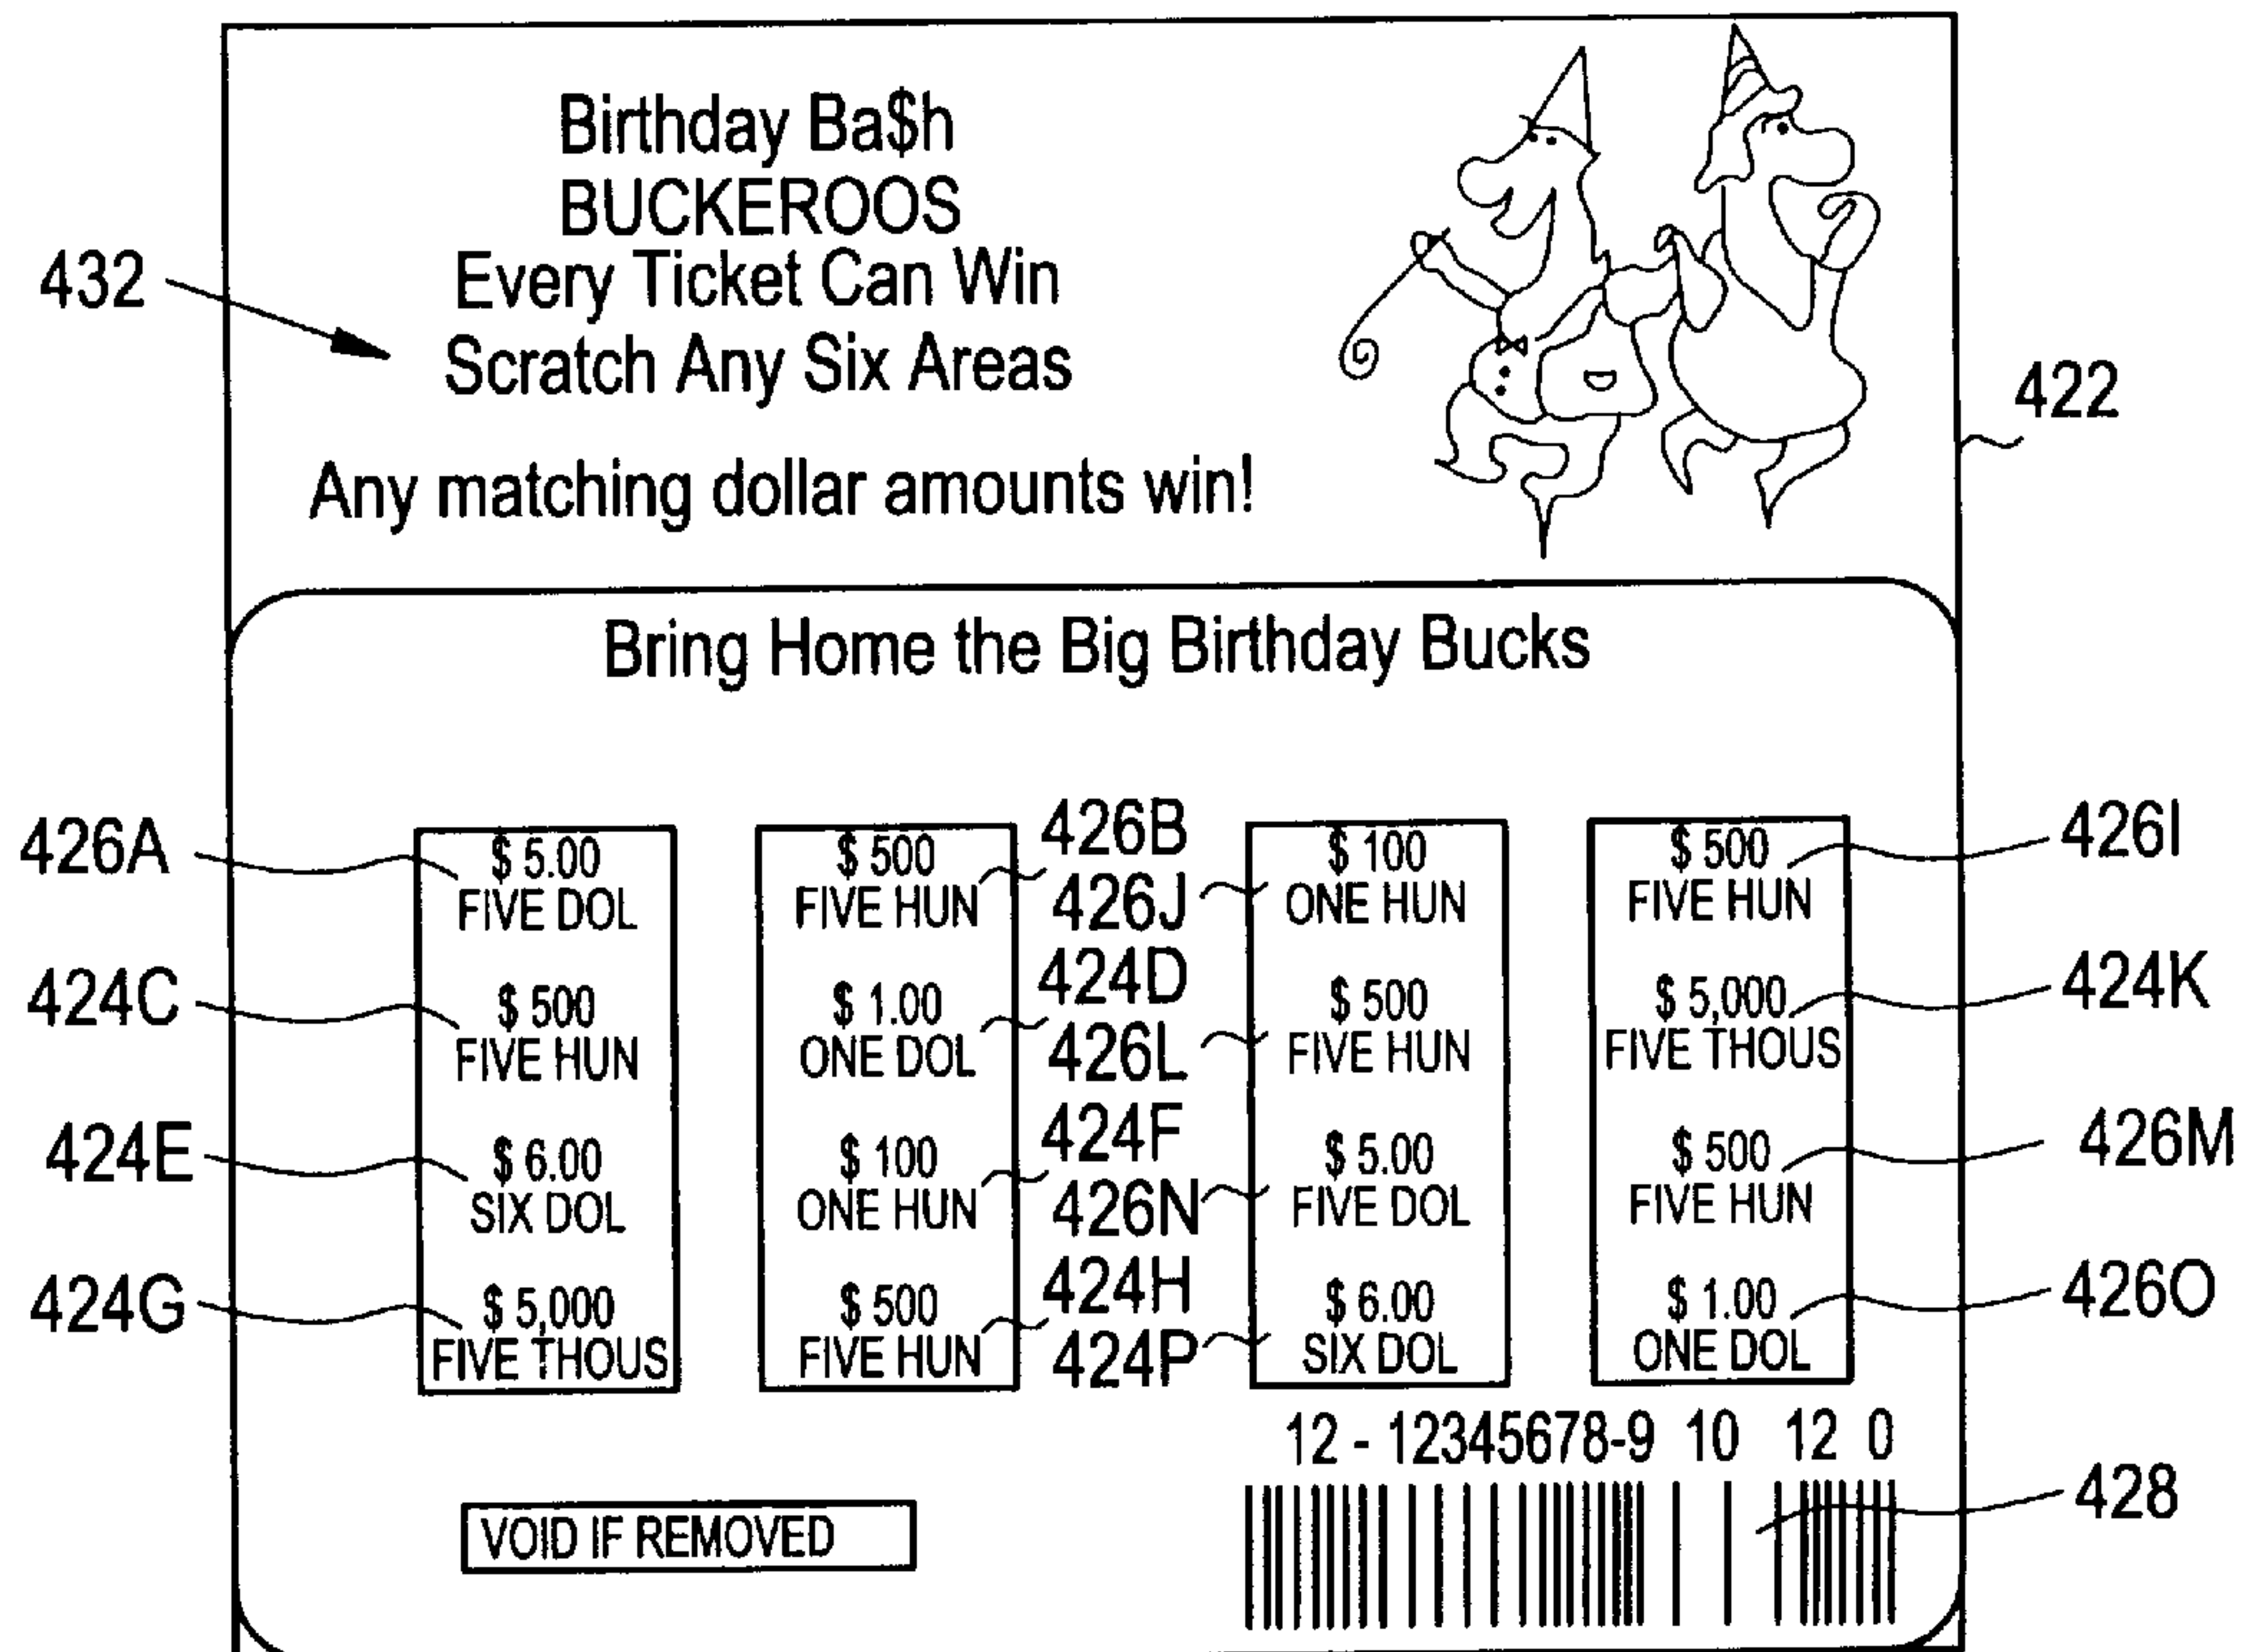 Birthday Ba$h
BUCKEROOS
Every Ticket Can Win
432
Scratch Any Six Areas
422
Any matching dollar amounts win!
Bring Home the Big Birthday Bucks
426A $ 5.00 $ 500 426B $ 100 $ 500 426I
FIVE DOL FIVE HUN 426J ONE HUN FIVE HUN
424C $ 500 $ 1.00 424D $ 500 $ 5,000 424K
FIVE HUN ONE DOL 426L FIVE HUN FIVE THOUS
424E $ 6.00 $ 100 424F $ 5.00 $ 500 426M
SIX DOL ONE HUN 426N FIVE DOL FIVE HUN
424G $ 5,000 $ 500 424H $ 6.00 $ 1.00 426O
FIVE THOUS FIVE HUN 424P SIX DOL ONE DOL
12 - 12345678-9 10 12 0
428
VOID IF REMOVED